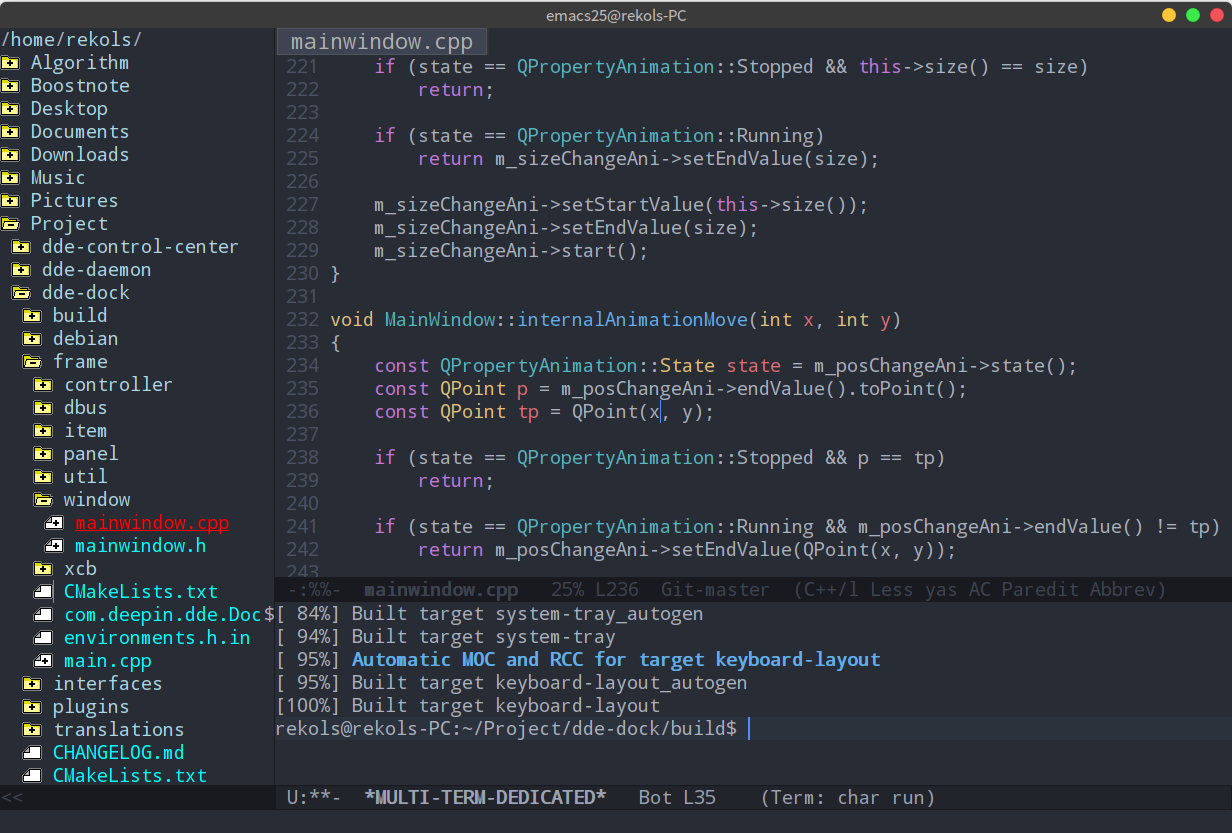 emacs25@rekols-PC
/home/rekols/
Algorithm
Boostnote
Desktop
Documents
Downloads
Music
Pictures
Project
dde-control-center
dde-daemon
dde-dock
build
debian
frame
controller
dbus
item
panel
util
window
mainwindow.cpp
mainwindow.h
xcb
CMakeLists.txt
com.deepin.dde.Doc$
environments.h.in
main.cpp
interfaces
plugins
translations
CHANGELOG.md
CMakeLists.txt
<<
mainwindow.cpp
221     if (state == QPropertyAnimation::Stopped && this->size() == size)
222         return;
223
224     if (state == QPropertyAnimation::Running)
225         return m_sizeChangeAni->setEndValue(size);
226
227     m_sizeChangeAni->setStartValue(this->size());
228     m_sizeChangeAni->setEndValue(size);
229     m_sizeChangeAni->start();
230 }
231
232 void MainWindow::internalAnimationMove(int x, int y)
233 {
234     const QPropertyAnimation::State state = m_posChangeAni->state();
235     const QPoint p = m_posChangeAni->endValue().toPoint();
236     const QPoint tp = QPoint(x, y);
237
238     if (state == QPropertyAnimation::Stopped && p == tp)
239         return;
240
241     if (state == QPropertyAnimation::Running && m_posChangeAni->endValue() != tp)
242         return m_posChangeAni->setEndValue(QPoint(x, y));
243
-:%%-  mainwindow.cpp   25% L236  Git-master  (C++/l Less yas AC Paredit Abbrev)
[ 84%] Built target system-tray_autogen
[ 94%] Built target system-tray
[ 95%] Automatic MOC and RCC for target keyboard-layout
[ 95%] Built target keyboard-layout_autogen
[100%] Built target keyboard-layout
rekols@rekols-PC:~/Project/dde-dock/build$
U:**-  *MULTI-TERM-DEDICATED*   Bot L35    (Term: char run)